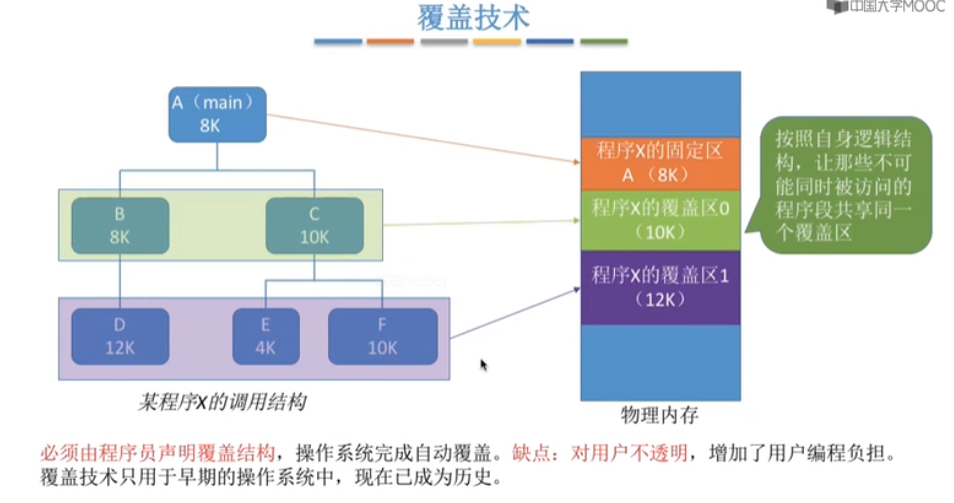 覆盖技术
中国大学MOOC
A（main）
8K
B
8K
C
10K
D
12K
E
4K
F
10K
某程序X的调用结构
程序X的固定区
A （8K）
程序X的覆盖区0
（10K）
程序X的覆盖区1
（12K）
物理内存
按照自身逻辑结
构，让那些不可
能同时被访问的
程序段共享同一
个覆盖区
必须由程序员声明覆盖结构，操作系统完成自动覆盖。缺点：对用户不透明，增加了用户编程负担。
覆盖技术只用于早期的操作系统中，现在已成为历史。